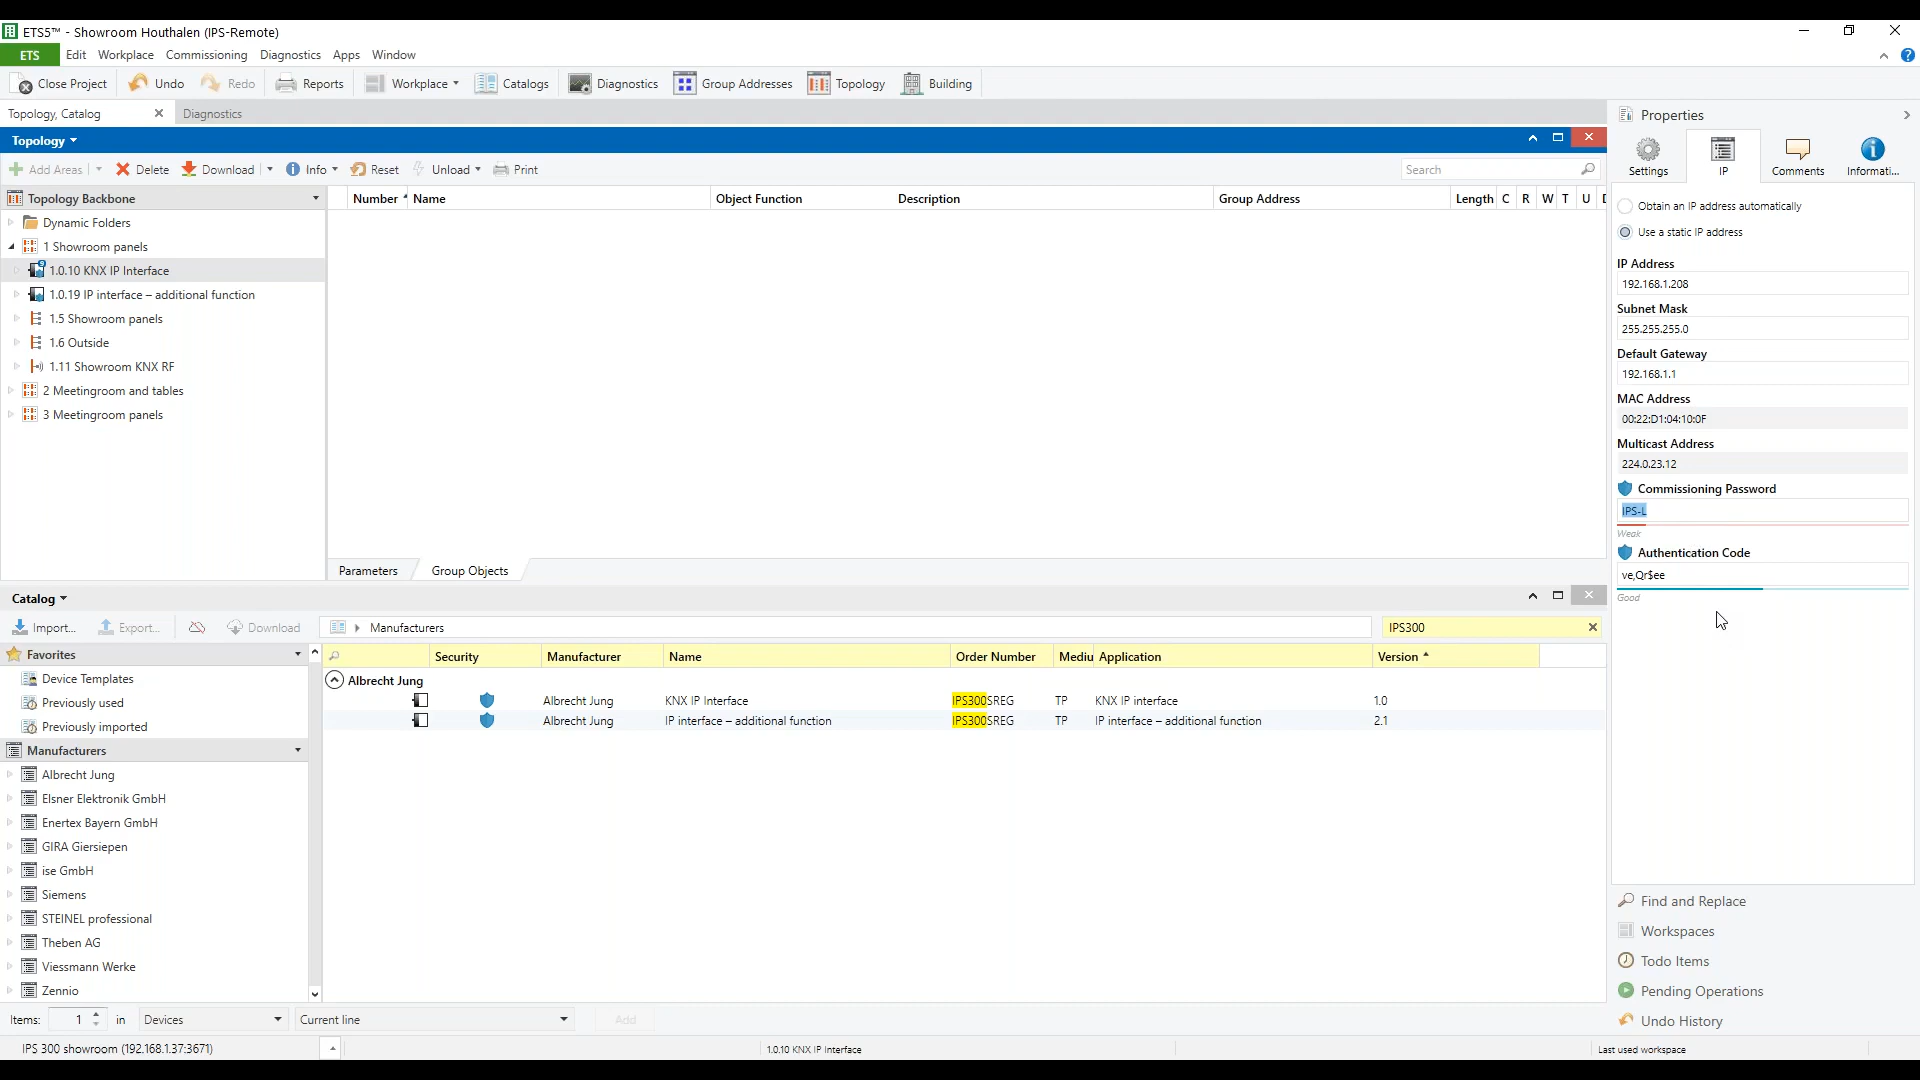 ETS5™ - Showroom Houthalen (IPS-Remote)
ETS Edit Workplace Commissioning Diagnostics Apps Window
Close Project Undo Redo Reports Workplace Catalogs Diagnostics Group Addresses Topology Building
Topology, Catalog Diagnostics
Topology
Add Areas Delete Download Info Reset Unload Print Search
Topology Backbone
Number Name Object Function Description Group Address Length C R W T U
Dynamic Folders
1 Showroom panels
1.0.10 KNX IP Interface
1.0.19 IP interface – additional function
1.5 Showroom panels
1.6 Outside
1.11 Showroom KNX RF
2 Meetingroom and tables
3 Meetingroom panels
Parameters Group Objects
Catalog
Import... Export... Download Manufacturers IPS300
Favorites
Device Templates
Previously used
Previously imported
Manufacturers
Albrecht Jung
Elsner Elektronik GmbH
Enertex Bayern GmbH
GIRA Giersiepen
ise GmbH
Siemens
STEINEL professional
Theben AG
Viessmann Werke
Zennio
Security Manufacturer Name Order Number Mediu Application Version
Albrecht Jung
Albrecht Jung KNX IP Interface IPS300SREG TP KNX IP interface 1.0
Albrecht Jung IP interface – additional function IPS300SREG TP IP interface – additional function 2.1
Items: 1 in Devices Current line Add
IPS 300 showroom (192.168.1.37:3671) 1.0.10 KNX IP Interface Last used workspace
Properties
Settings IP Comments Informati...
Obtain an IP address automatically
Use a static IP address
IP Address
192.168.1.208
Subnet Mask
255.255.255.0
Default Gateway
192.168.1.1
MAC Address
00:22:D1:04:10:0F
Multicast Address
224.0.23.12
Commissioning Password
IPS-L
Weak
Authentication Code
ve,Qr$ee
Good
Find and Replace
Workspaces
Todo Items
Pending Operations
Undo History